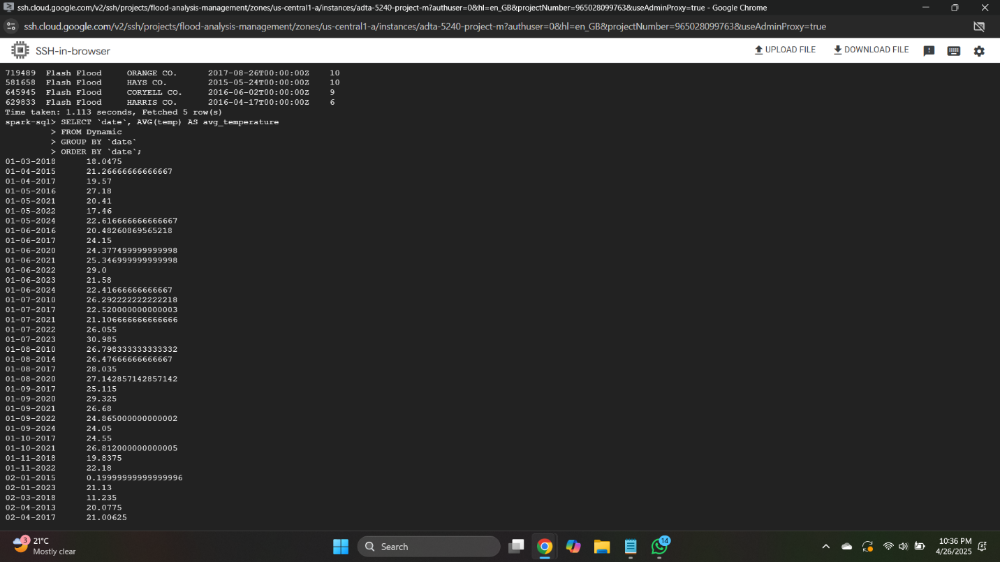 ssh.cloud.google.com/v2/ssh/projects/flood-analysis-management/zones/us-central1-a/instances/adta-5240-project-m?authuser=0&hl=en_GB&projectNumber=965028099763&useAdminProxy=true - Google Chrome
ssh.cloud.google.com/v2/ssh/projects/flood-analysis-management/zones/us-central1-a/instances/adta-5240-project-m?authuser=0&hl=en_GB&projectNumber=965028099763&useAdminProxy=true
SSH-in-browser UPLOAD FILE DOWNLOAD FILE
719489 Flash Flood ORANGE CO. 2017-08-26T00:00:00Z 10
581658 Flash Flood HAYS CO. 2015-05-24T00:00:00Z 10
645945 Flash Flood CORYELL CO. 2016-06-02T00:00:00Z 9
629833 Flash Flood HARRIS CO. 2016-04-17T00:00:00Z 6
Time taken: 1.113 seconds, Fetched 5 row(s)
spark-sql> SELECT `date`, AVG(temp) AS avg_temperature
> FROM Dynamic
> GROUP BY `date`
> ORDER BY `date`;
01-03-2018 18.0475
01-04-2015 21.26666666666667
01-04-2017 19.57
01-05-2016 27.18
01-05-2021 20.41
01-05-2022 17.46
01-05-2024 22.616666666666667
01-06-2016 20.48260869565218
01-06-2017 24.15
01-06-2020 24.377499999999998
01-06-2021 25.346999999999998
01-06-2022 29.0
01-06-2023 21.58
01-06-2024 22.41666666666667
01-07-2010 26.292222222222218
01-07-2017 22.520000000000003
01-07-2021 21.106666666666666
01-07-2022 26.055
01-07-2023 30.985
01-08-2010 26.798333333333332
01-08-2014 26.47666666666667
01-08-2017 28.035
01-08-2020 27.142857142857142
01-09-2017 25.115
01-09-2020 29.325
01-09-2021 26.68
01-09-2022 24.865000000000002
01-09-2024 24.05
01-10-2017 24.55
01-10-2021 26.812000000000005
01-11-2018 19.8375
01-11-2022 22.18
02-01-2015 0.19999999999999996
02-01-2023 21.13
02-03-2018 11.235
02-04-2013 20.0775
02-04-2017 21.00625
3 21°C
Mostly clear
Search
14
10:36 PM
4/26/2025